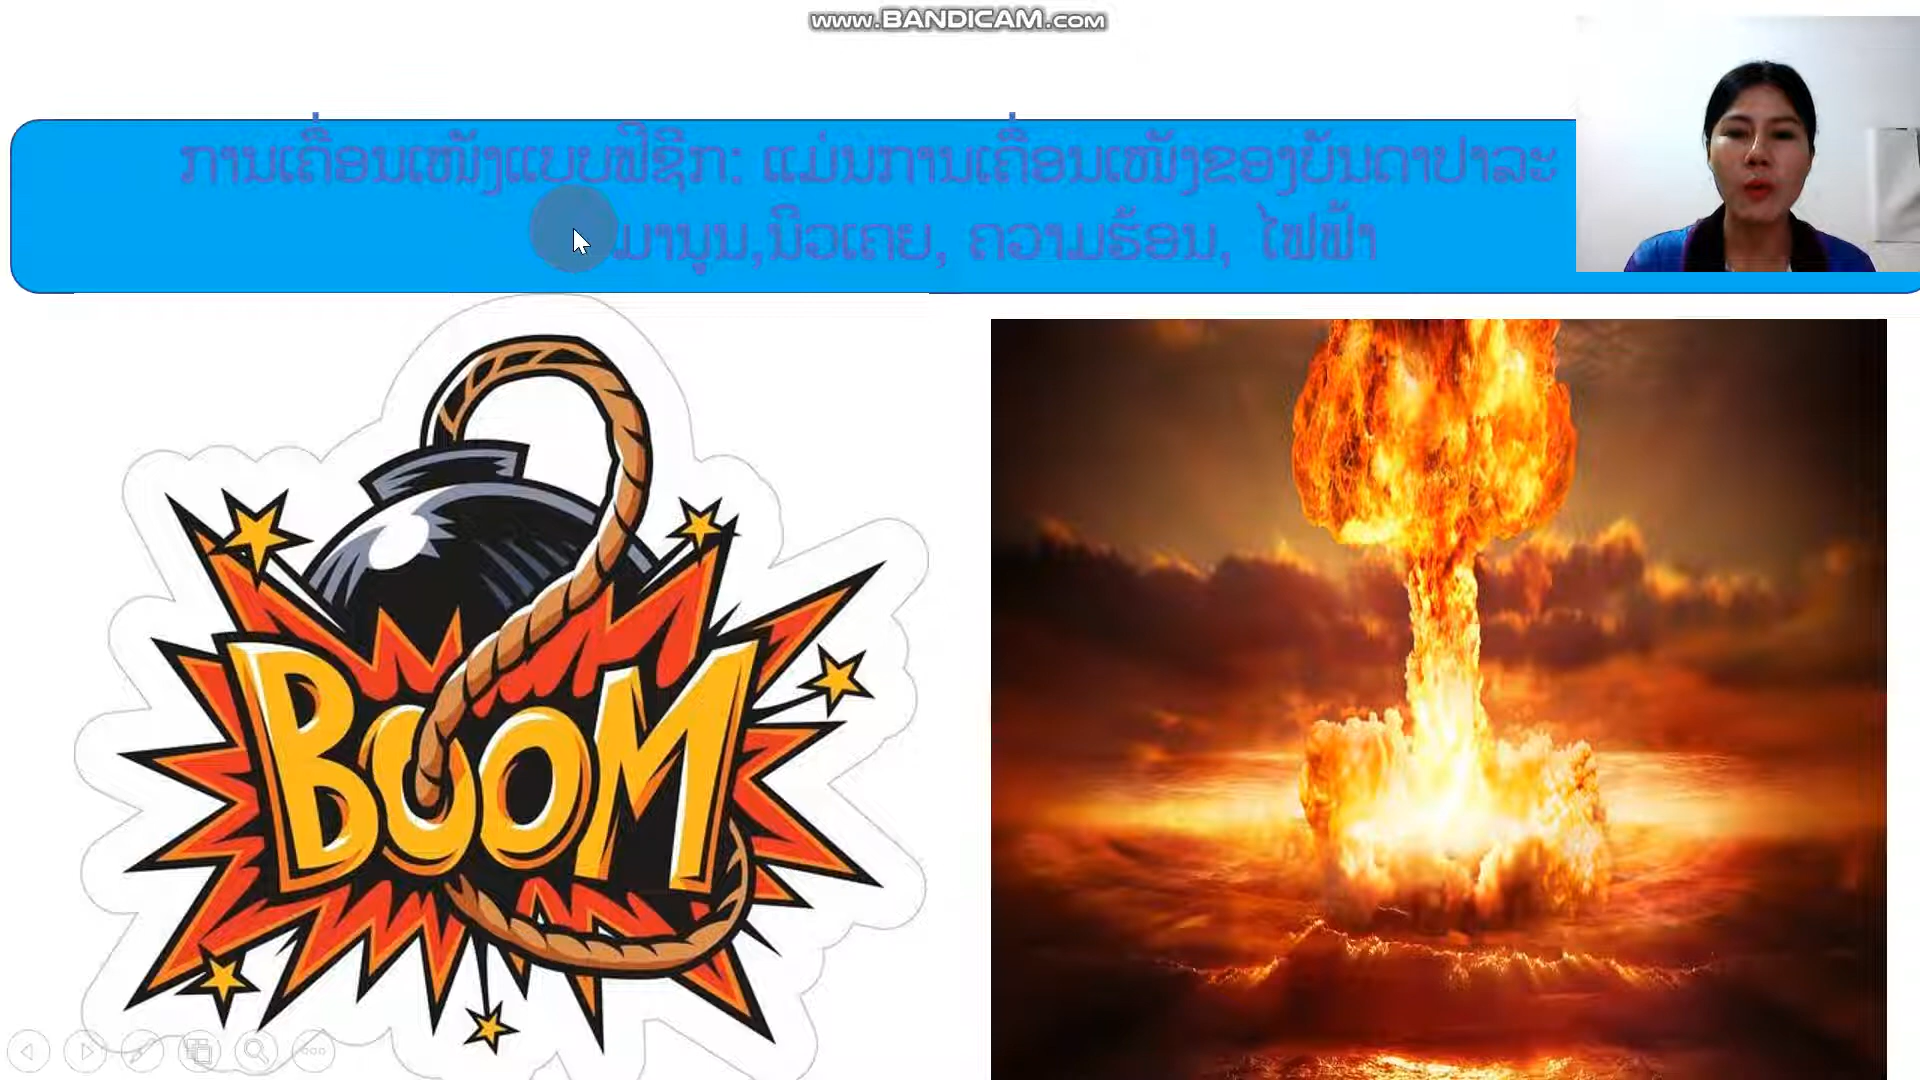 www.BANDICAM.com
ການເຄື່ອນເໜັງແບບຟີຊິກ: ແມ່ນການເຄື່ອນເໜັງຂອງບັນດາປາລະ
ມານູນ,ນິວເຄຍ, ຄວາມຮ້ອນ, ໄຟຟ້າ
BOOM